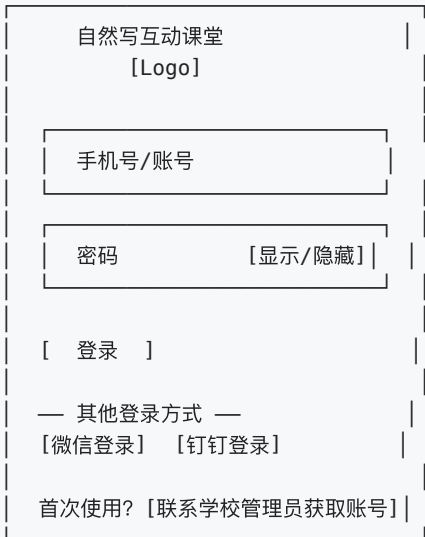 自然写互动课堂
[Logo]
手机号/账号
密码 [显示/隐藏]
[ 登录 ]
── 其他登录方式 ──
[微信登录] [钉钉登录]
首次使用? [联系学校管理员获取账号]